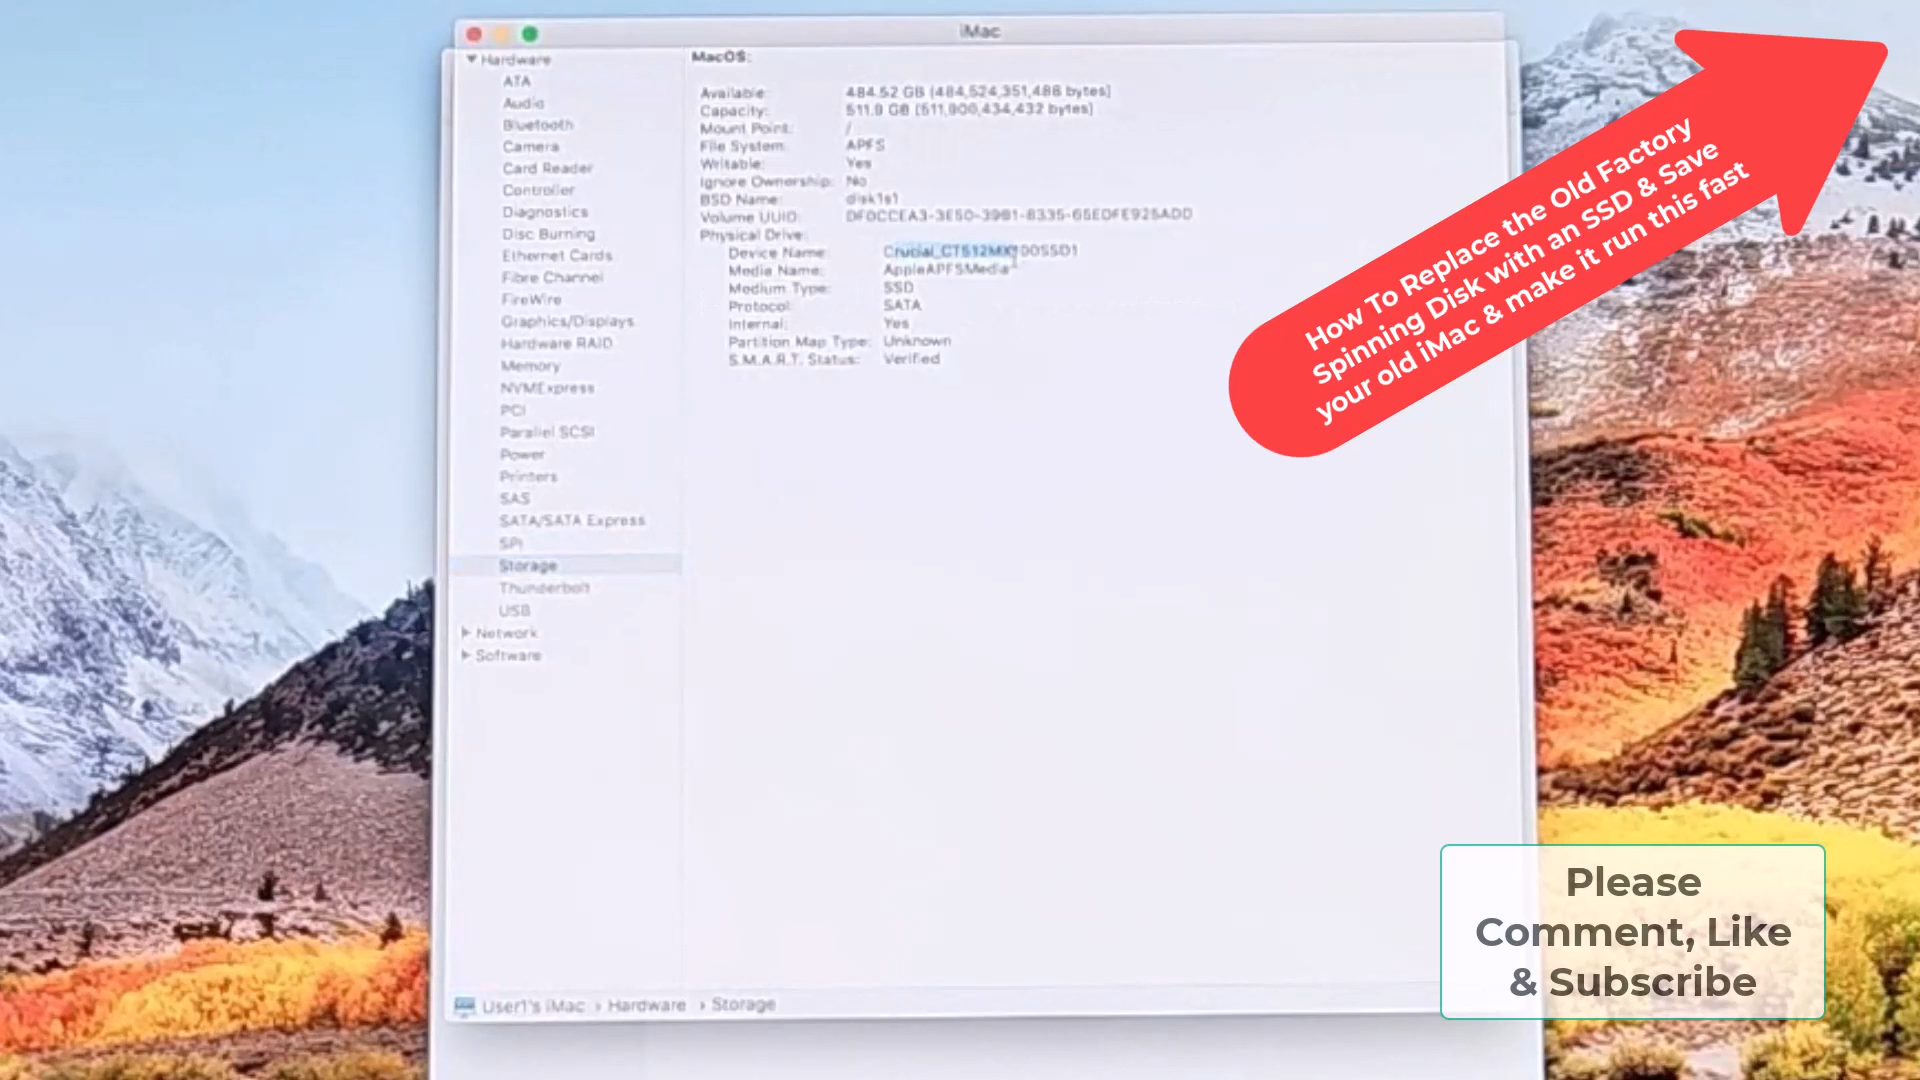 iMac
Hardware
ATA
Audio
Bluetooth
Camera
Card Reader
Controller
Diagnostics
Disc Burning
Ethernet Cards
Fibre Channel
FireWire
Graphics/Displays
Hardware RAID
Memory
NVMExpress
PCI
Parallel SCSI
Power
Printers
SAS
SATA/SATA Express
SPI
Storage
Thunderbolt
USB
Network
Software
MacOS:
Available: 484.52 GB (484,524,351,488 bytes)
Capacity: 511.9 GB (511,900,434,432 bytes)
Mount Point: /
File System: APFS
Writable: Yes
Ignore Ownership: No
BSD Name: disk1s1
Volume UUID:
Physical Drive:
Device Name: Crucial_CT512MX100SSD1
Media Name: AppleAPFSMedia
Medium Type: SSD
Protocol: SATA
Internal: Yes
Partition Map Type: Unknown
S.M.A.R.T. Status: Verified
User1's iMac › Hardware › Storage
How To Replace the Old Factory
Spinning Disk with an SSD & Save
your old iMac & make it run this fast
Please
Comment, Like
& Subscribe